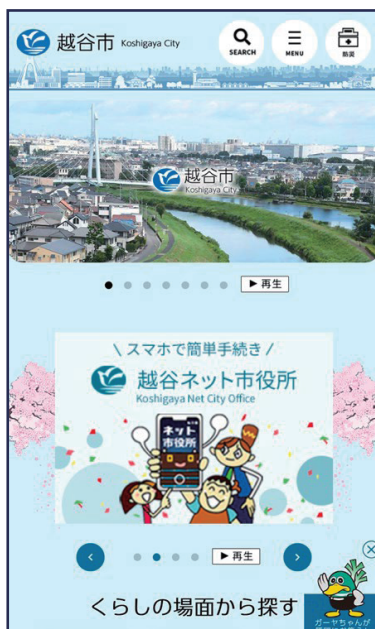 越谷市 Koshigaya City
SEARCH
MENU
防災
越谷市
Koshigaya City
▶再生
\ スマホで簡単手続き /
越谷ネット市役所
Koshigaya Net City Office
ネット
市役所
▶再生
くらしの場面から探す
ガーヤちゃんが